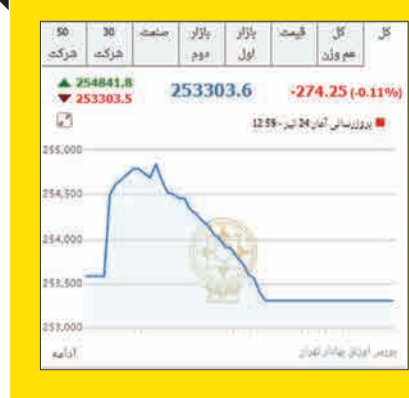 کل
کل هم وزن
قیمت
بازار اول
بازار دوم
صنعت
30 شرکت
50 شرکت
-274.25 (-0.11%)
253303.6
▲ 254841.8
▼ 253303.5
بروزرسانی آمار: 24 تیر - 12:59
255,000
254,500
254,000
253,500
253,000
بورس اوراق بهادار تهران
ادامه